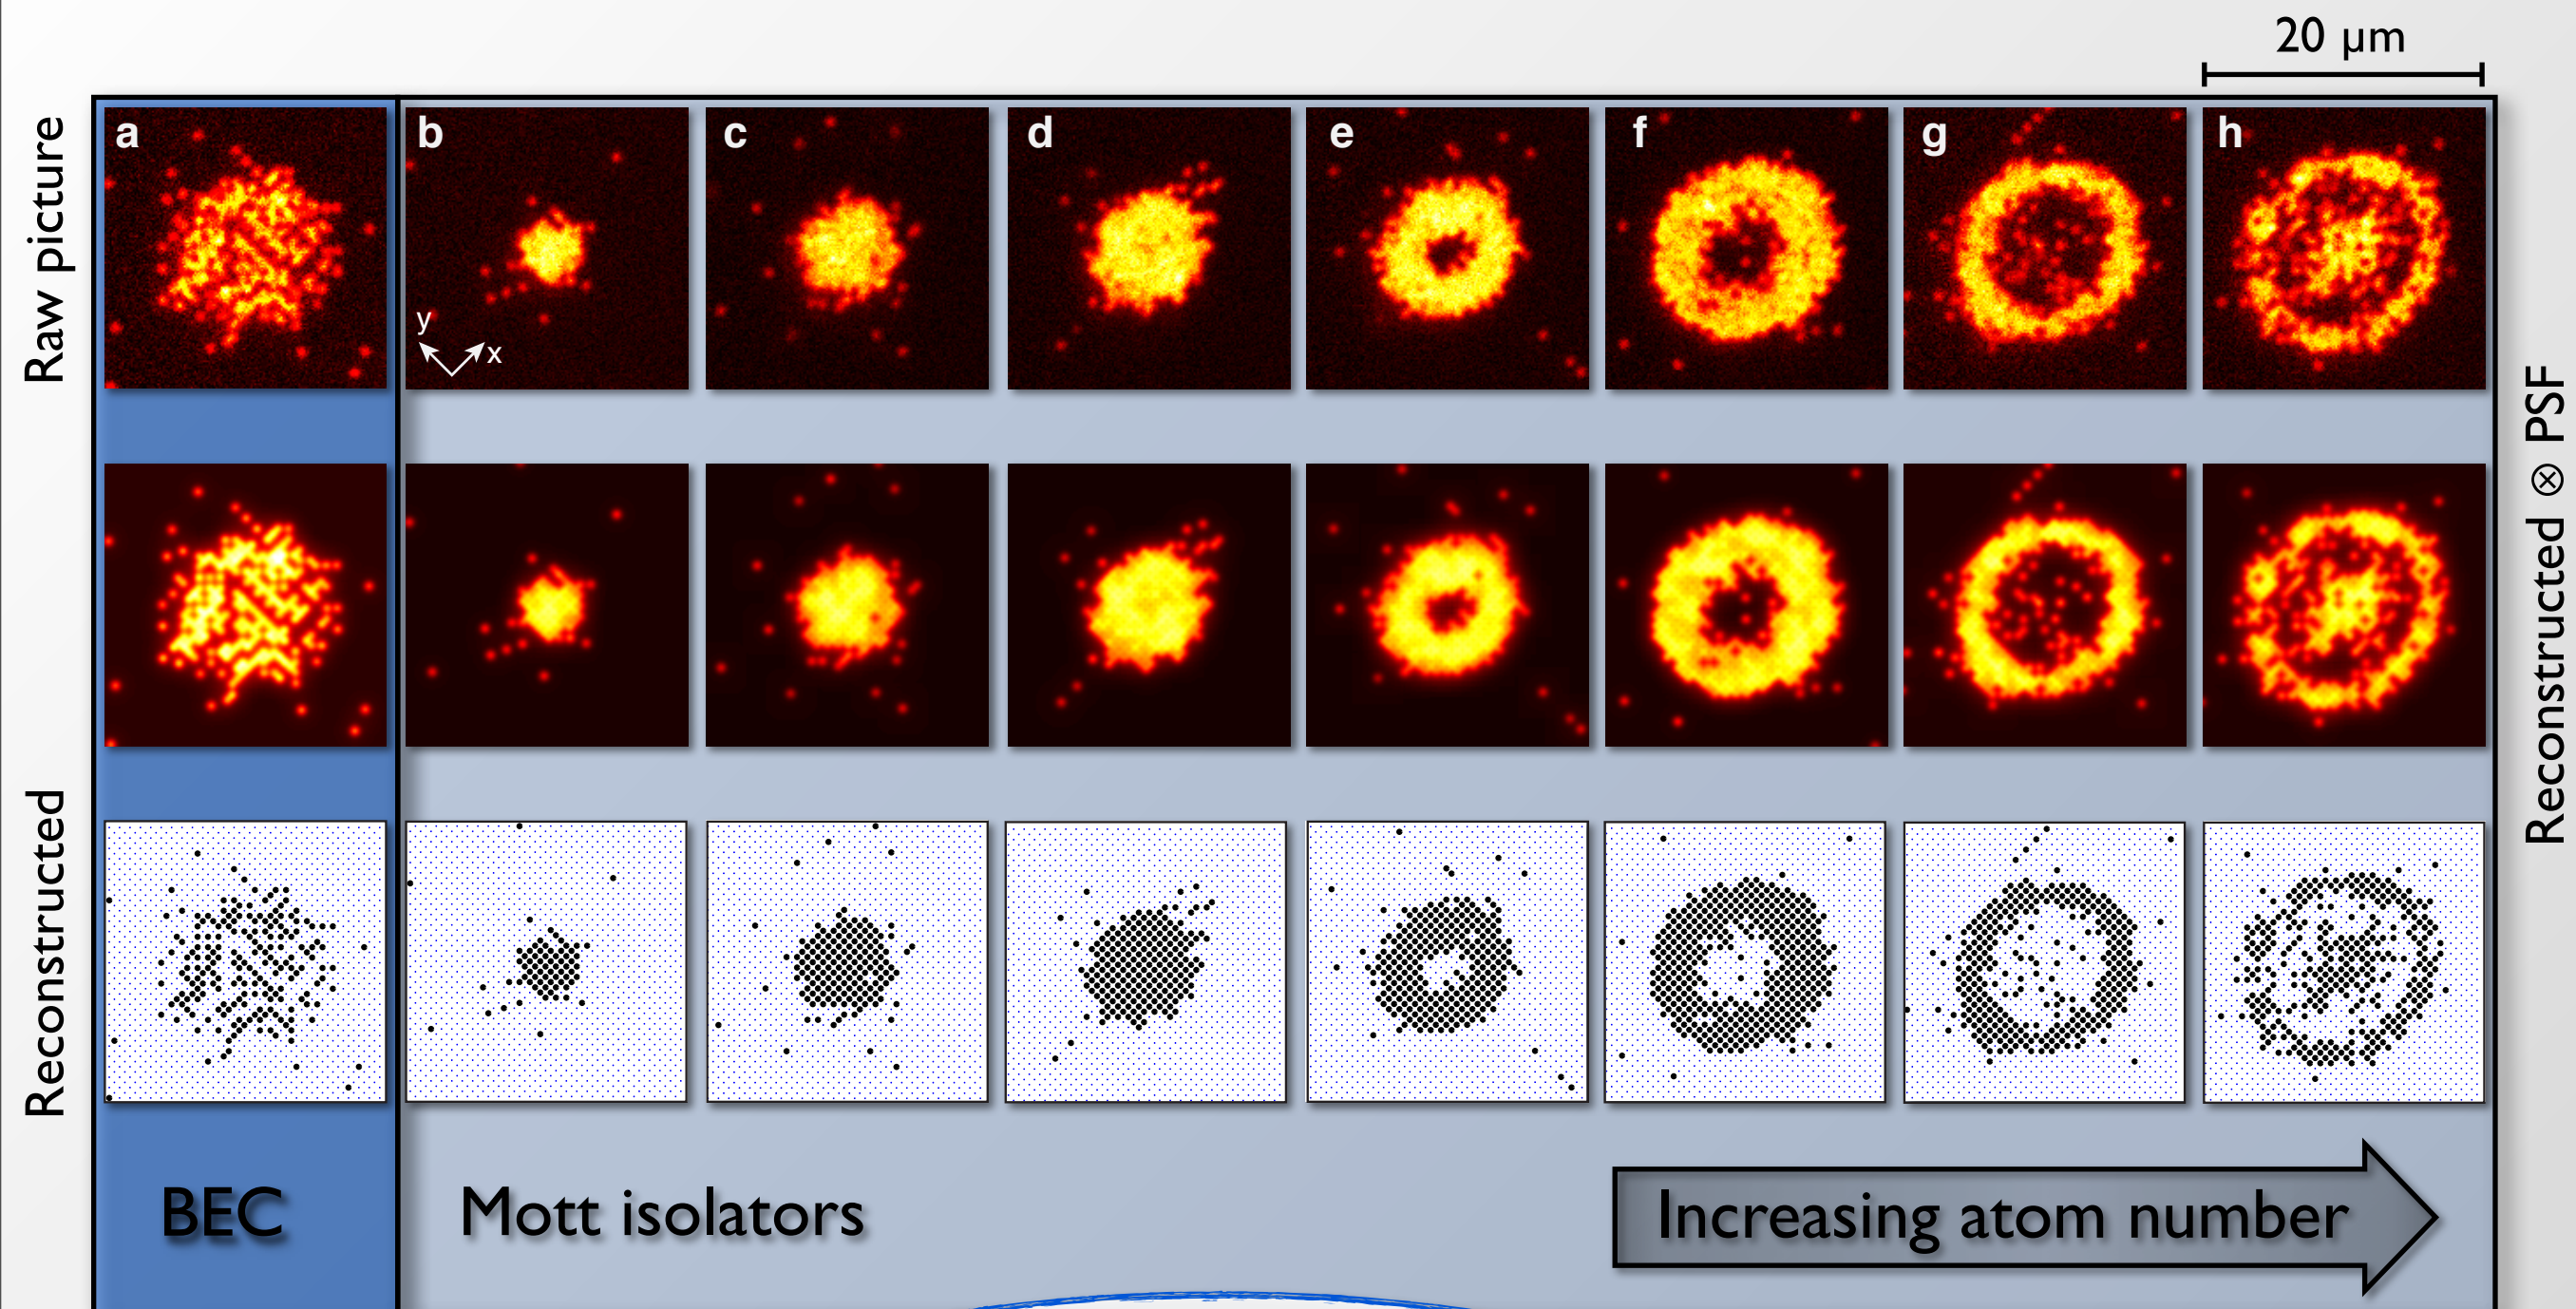 20 µm
Raw picture
a
b
c
d
e
f
g
h
y
x
Reconstructed ⊗ PSF
Reconstructed
BEC
Mott isolators
Increasing atom number